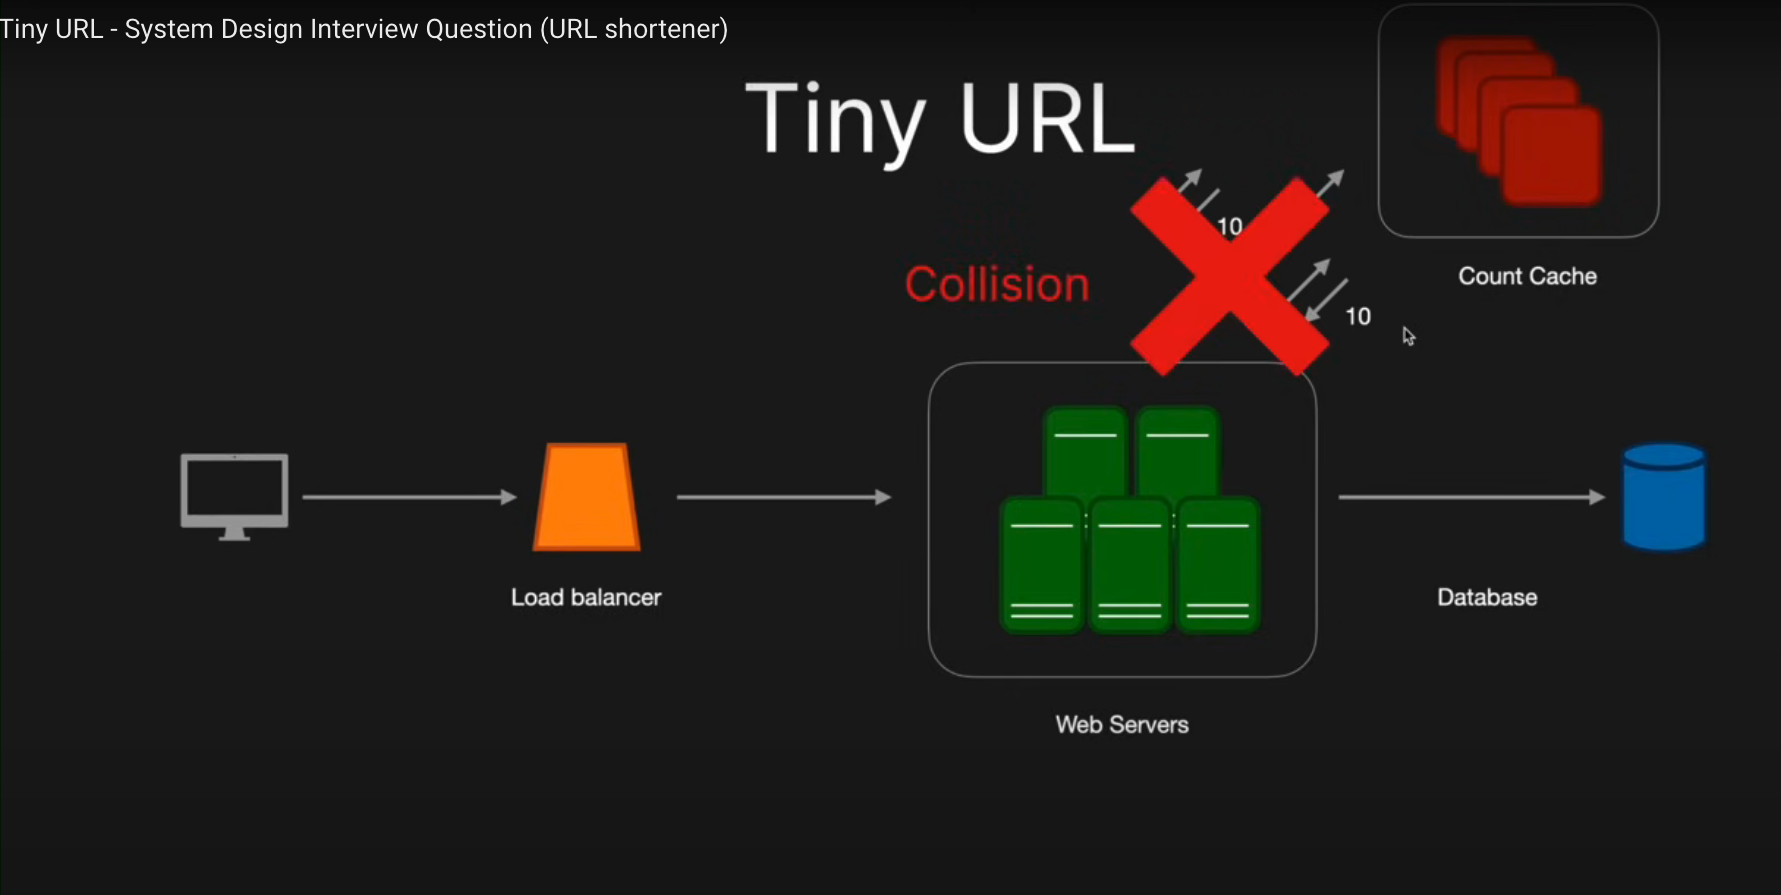 Tiny URL - System Design Interview Question (URL shortener)
Tiny URL
10
Collision
Count Cache
10
Load balancer
Database
Web Servers